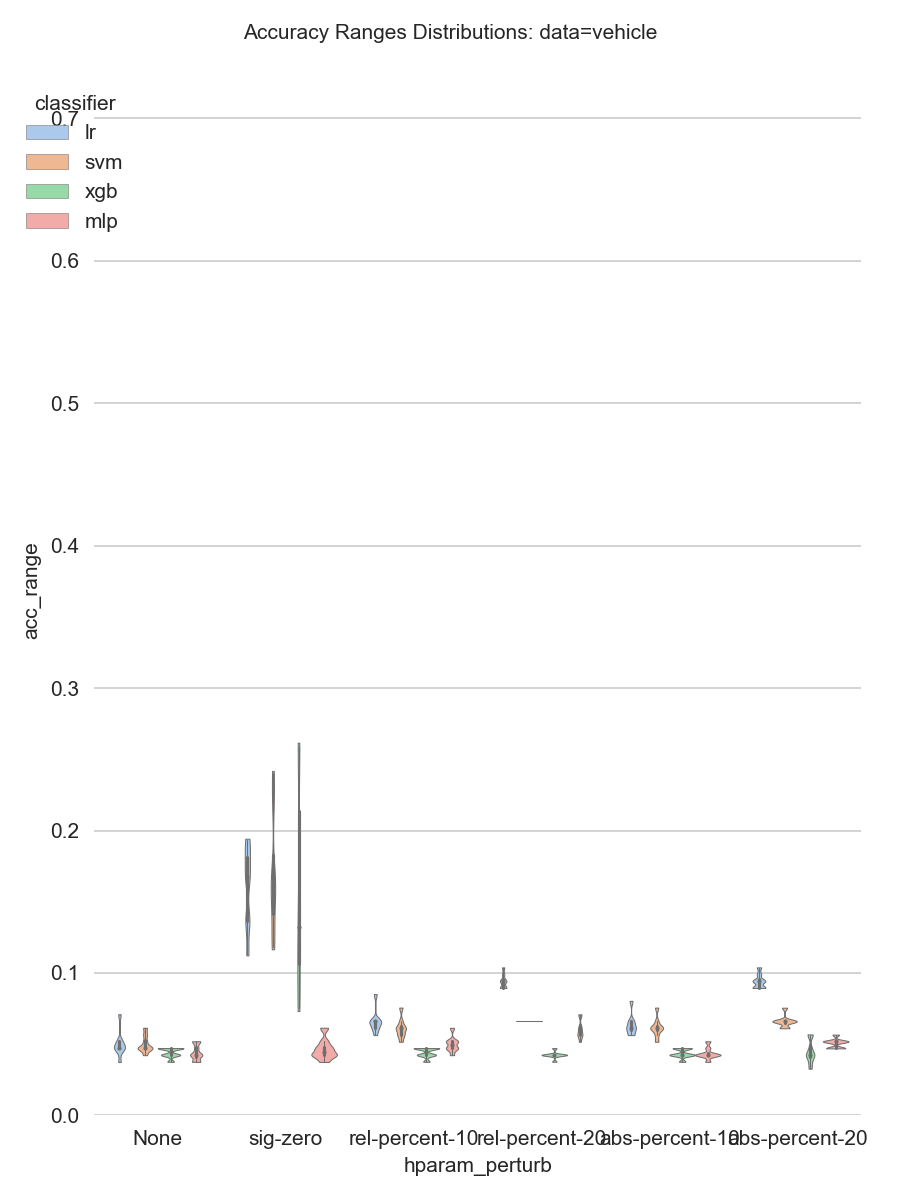 Accuracy Ranges Distributions: data=vehicle
classifier
lr
svm
xgb
mlp
0.7
0.6
0.5
0.4
0.3
0.2
0.1
0.0
acc_range
None sig-zero rel-percent-10 rel-percent-20 abs-percent-10 abs-percent-20
hparam_perturb